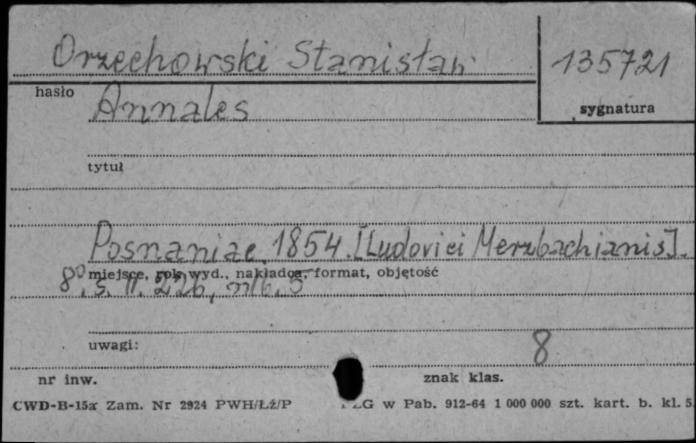 Orzechowski Stanisław
135721
hasło
Annales
sygnatura
tytuł
Posnaniae, 1854. [Ludovici Merzbachianis].
miejsce, rok wyd., nakładca, format, objętość
8° s. II. 226, nlb. 5
uwagi:
8
nr inw.
znak klas.
CWD-B-15a Zam. Nr 2924 PWH/Łż/P
w Pab. 912-64 1 000 000 szt. kart. b. kl. 5